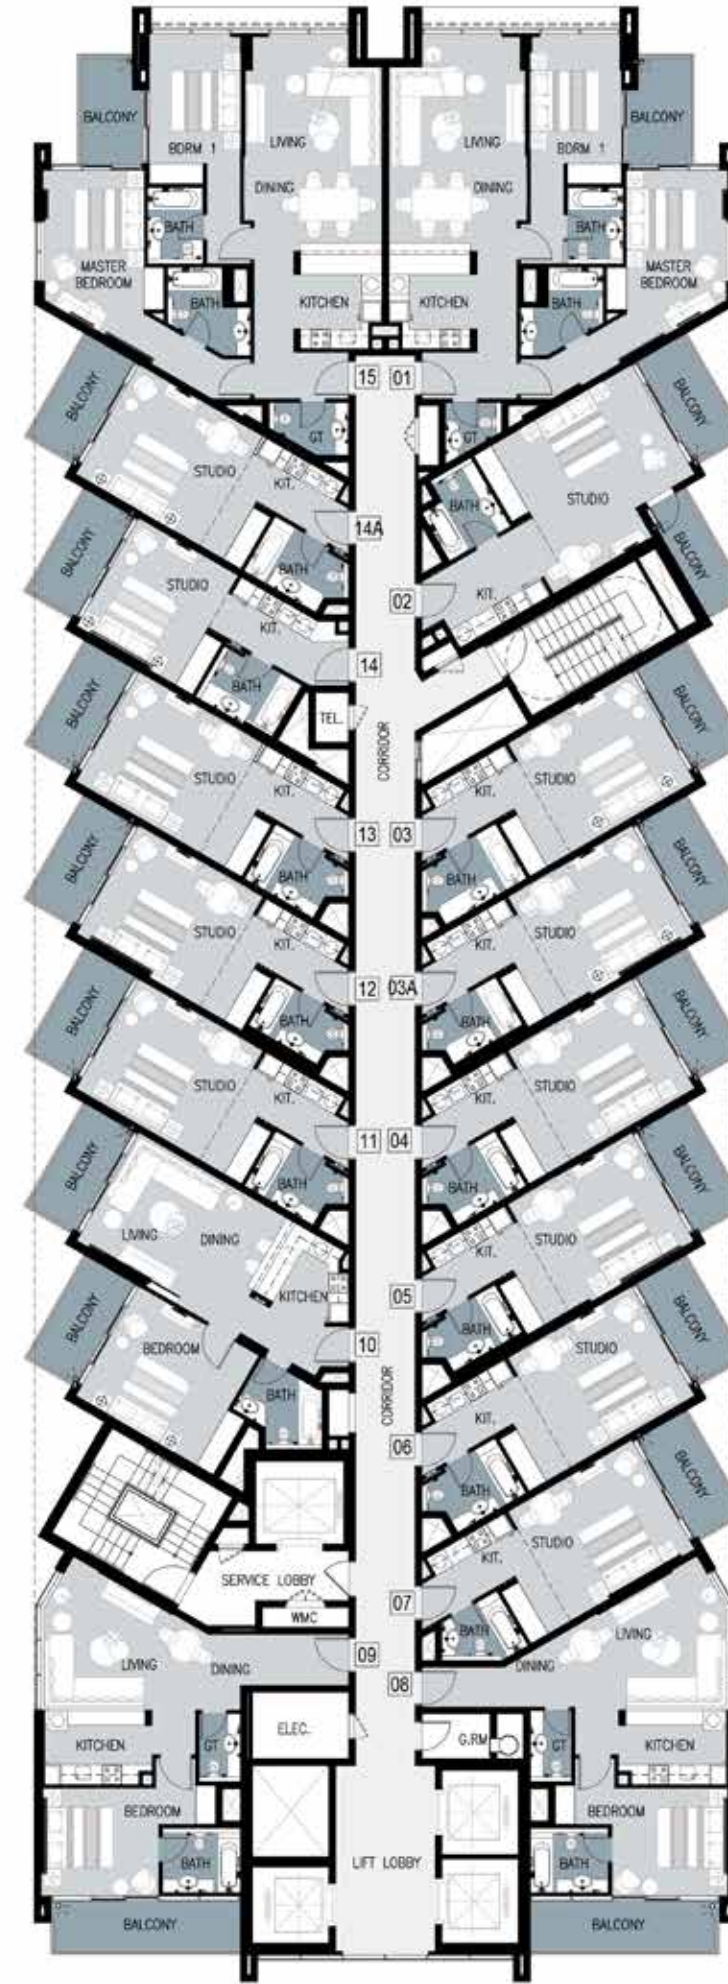 BALCONY
BDRM 1
LIVING
DINING
LIVING
DINING
BDRM 1
BALCONY
BATH
BATH
MASTER
BEDROOM
MASTER
BEDROOM
BATH
KITCHEN
KITCHEN
BATH
15
01
BALCONY
BALCONY
GT
GT
STUDIO
KIT.
STUDIO
BATH
14A
BALCONY
BATH
BALCONY
STUDIO
KIT.
02
KIT.
14
BATH
TEL.
BALCONY
CORRIDOR
BALCONY
STUDIO
KIT.
KIT.
STUDIO
13
03
BALCONY
BATH
BATH
BALCONY
STUDIO
KIT.
KIT.
STUDIO
12
03A
BALCONY
BATH
BATH
BALCONY
STUDIO
KIT.
KIT.
STUDIO
11
04
BALCONY
BATH
BATH
BALCONY
LIVING
DINING
KIT.
STUDIO
KITCHEN
05
BALCONY
BALCONY
BEDROOM
10
BATH
STUDIO
BATH
CORRIDOR
KIT.
06
BATH
BALCONY
STUDIO
KIT.
SERVICE LOBBY
WMC
07
BATH
LIVING
LIVING
DINING
09
DINING
08
ELEC.
G.RM
KITCHEN
GT
GT
KITCHEN
BEDROOM
BEDROOM
BATH
LIFT LOBBY
BATH
BALCONY
BALCONY